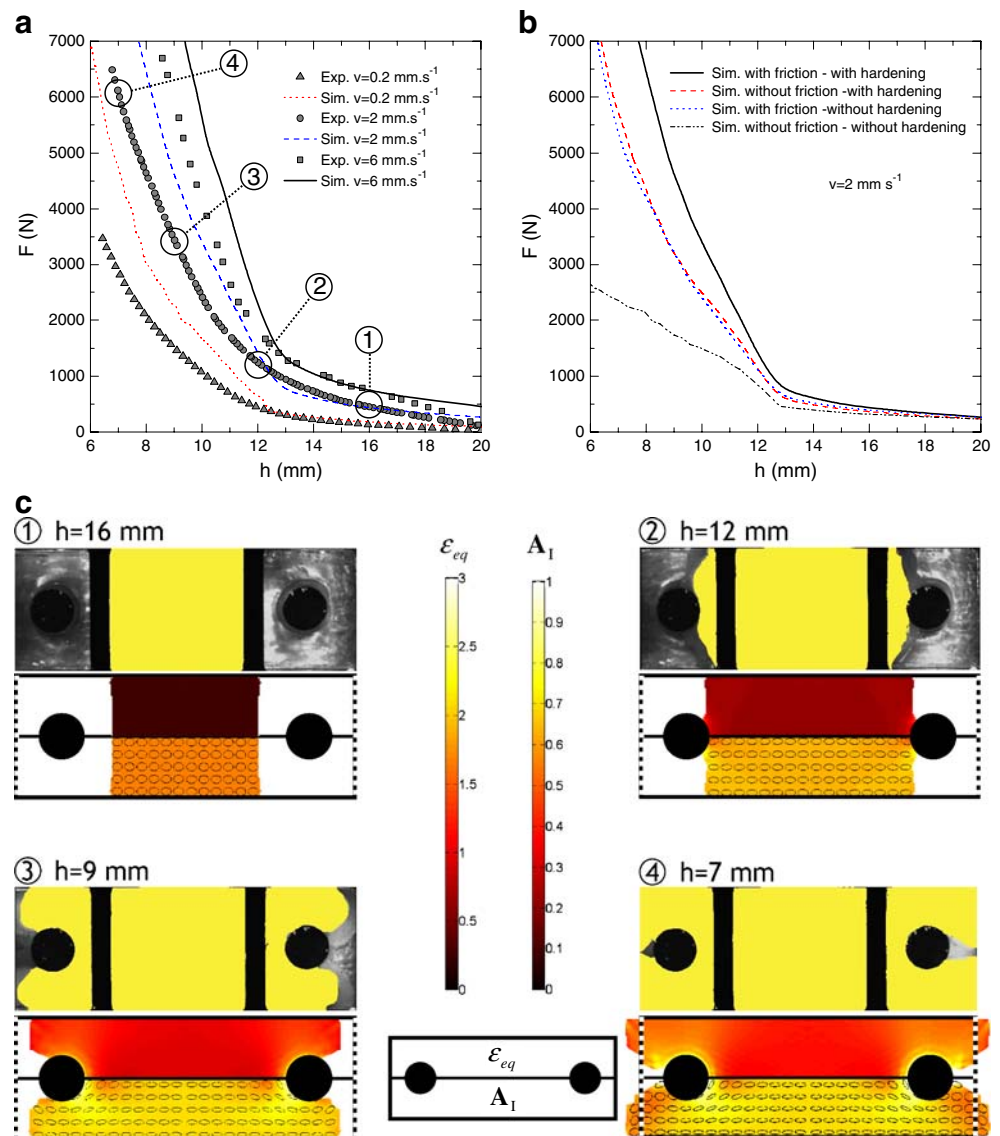 a
7000
6000
5000
4000
3000
2000
1000
0
F (N)
6 8 10 12 14 16 18 20
h (mm)
④
③
②
①
Exp. v=0.2 mm.s⁻¹
Sim. v=0.2 mm.s⁻¹
Exp. v=2 mm.s⁻¹
Sim. v=2 mm.s⁻¹
Exp. v=6 mm.s⁻¹
Sim. v=6 mm.s⁻¹
b
7000
6000
5000
4000
3000
2000
1000
0
F (N)
6 8 10 12 14 16 18 20
h (mm)
Sim. with friction - with hardening
Sim. without friction -with hardening
Sim. with friction -without hardening
Sim. without friction - without hardening
v=2 mm s⁻¹
c
① h=16 mm
② h=12 mm
③ h=9 mm
④ h=7 mm
ε_eq
3
2.5
2
1.5
1
0.5
0
A_I
1
0.9
0.8
0.7
0.6
0.5
0.4
0.3
0.2
0.1
0
ε_eq
A_I